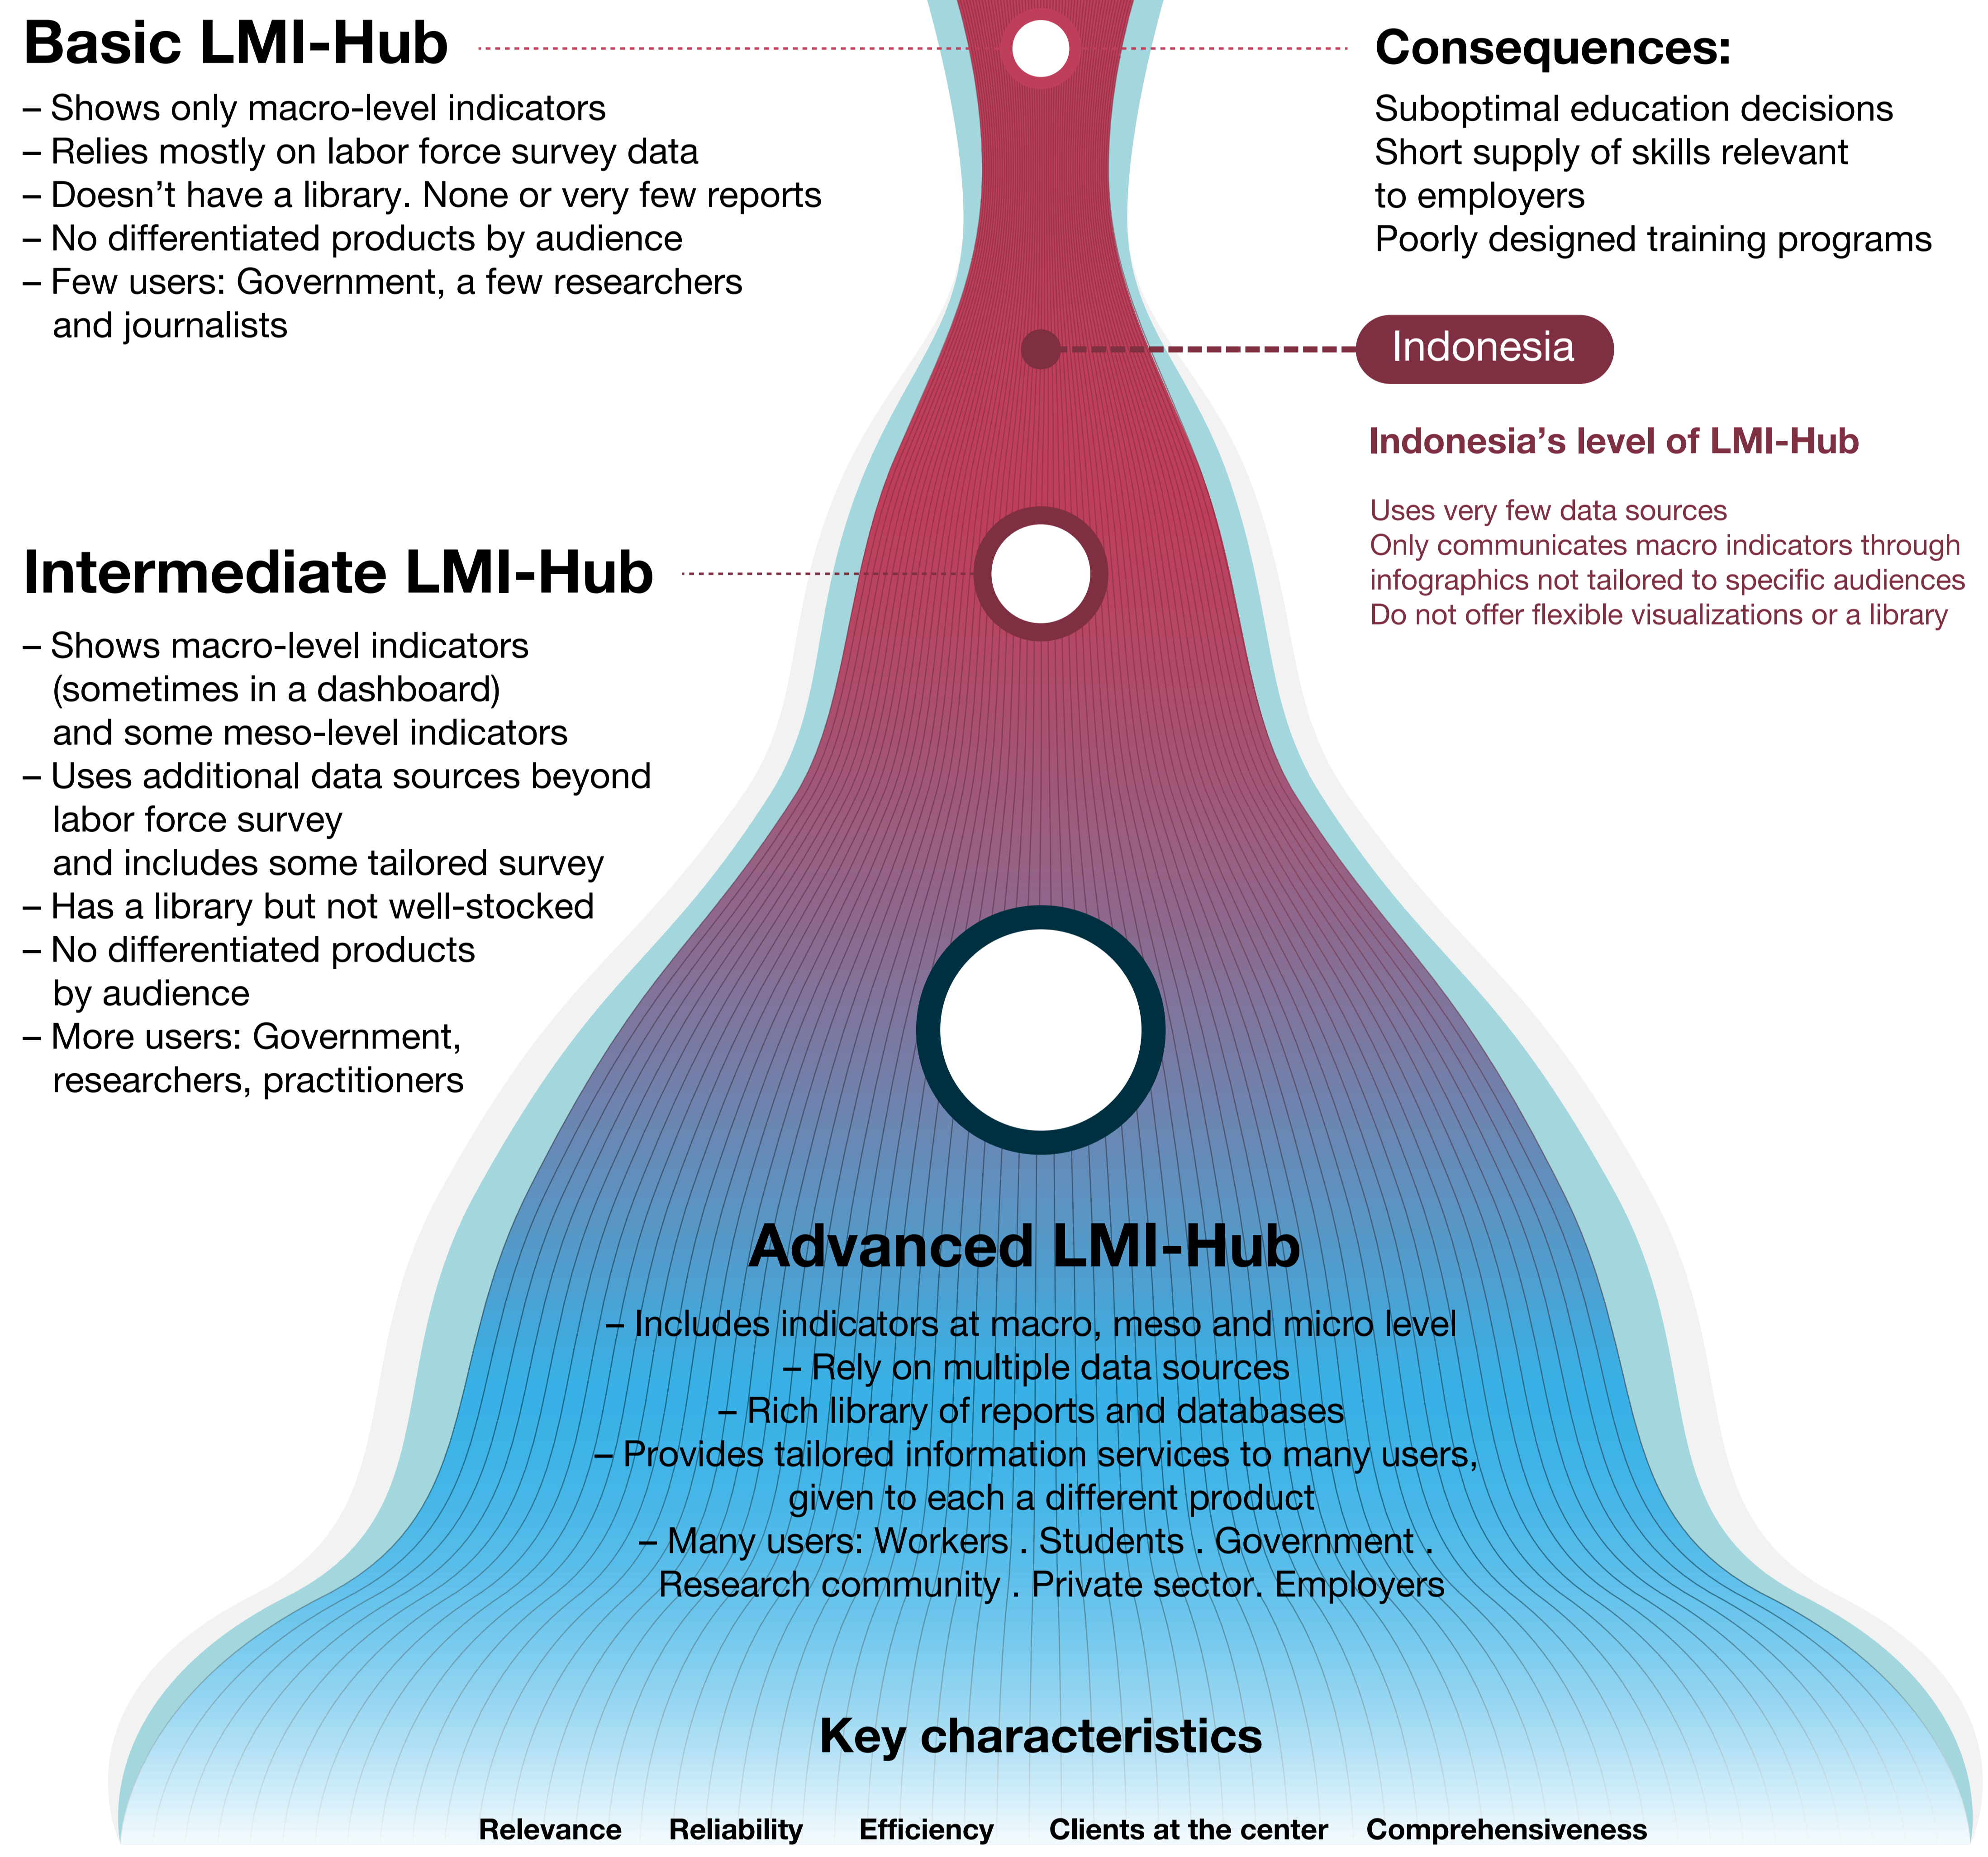 Basic LMI-Hub
– Shows only macro-level indicators
– Relies mostly on labor force survey data
– Doesn’t have a library. None or very few reports
– No differentiated products by audience
– Few users: Government, a few researchers
and journalists
Consequences:
Suboptimal education decisions
Short supply of skills relevant
to employers
Poorly designed training programs
Indonesia
Indonesia’s level of LMI-Hub
Uses very few data sources
Only communicates macro indicators through
infographics not tailored to specific audiences
Do not offer flexible visualizations or a library
Intermediate LMI-Hub
– Shows macro-level indicators
(sometimes in a dashboard)
and some meso-level indicators
– Uses additional data sources beyond
labor force survey
and includes some tailored survey
– Has a library but not well-stocked
– No differentiated products
by audience
– More users: Government,
researchers, practitioners
Advanced LMI-Hub
– Includes indicators at macro, meso and micro level
– Rely on multiple data sources
– Rich library of reports and databases
– Provides tailored information services to many users,
given to each a different product
– Many users: Workers . Students . Government .
Research community . Private sector. Employers
Key characteristics
Relevance Reliability Efficiency Clients at the center Comprehensiveness